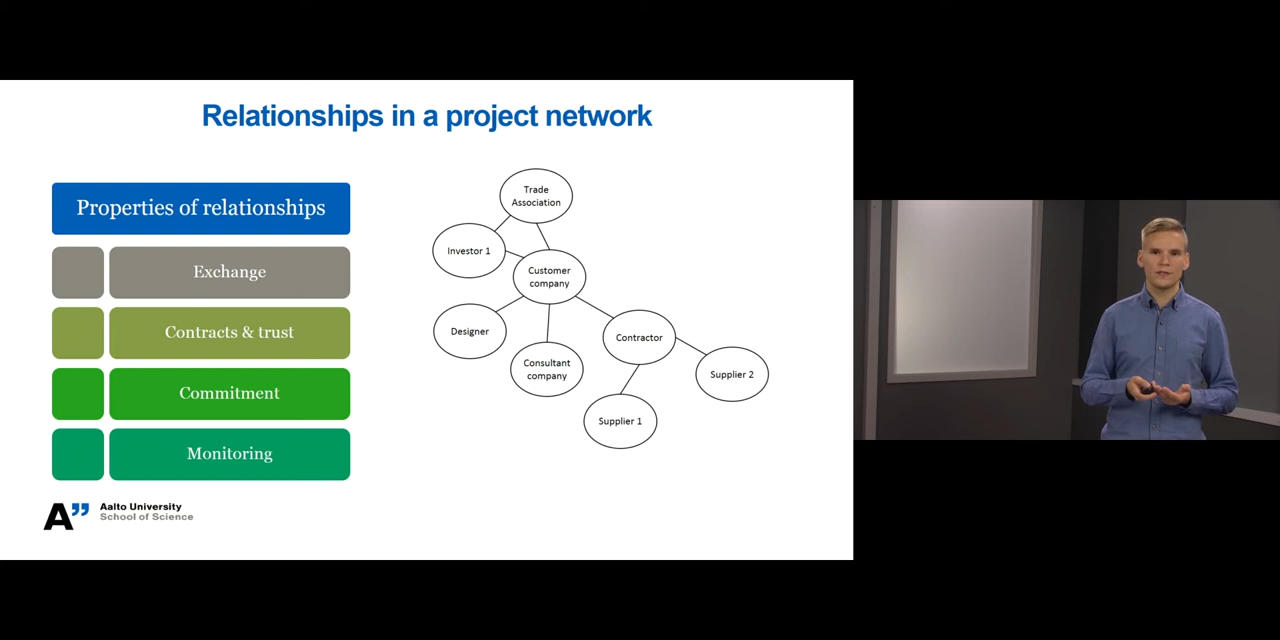 Relationships in a project network
Properties of relationships
Exchange
Contracts & trust
Commitment
Monitoring
Trade
Association
Investor 1
Customer
company
Designer
Consultant
company
Contractor
Supplier 2
Supplier 1
A”
Aalto University
School of Science